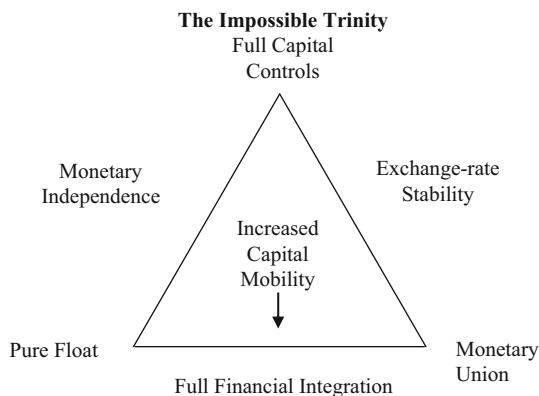 The Impossible Trinity
Full Capital
Controls
Monetary
Independence
Exchange-rate
Stability
Increased
Capital
Mobility
Pure Float
Monetary
Union
Full Financial Integration